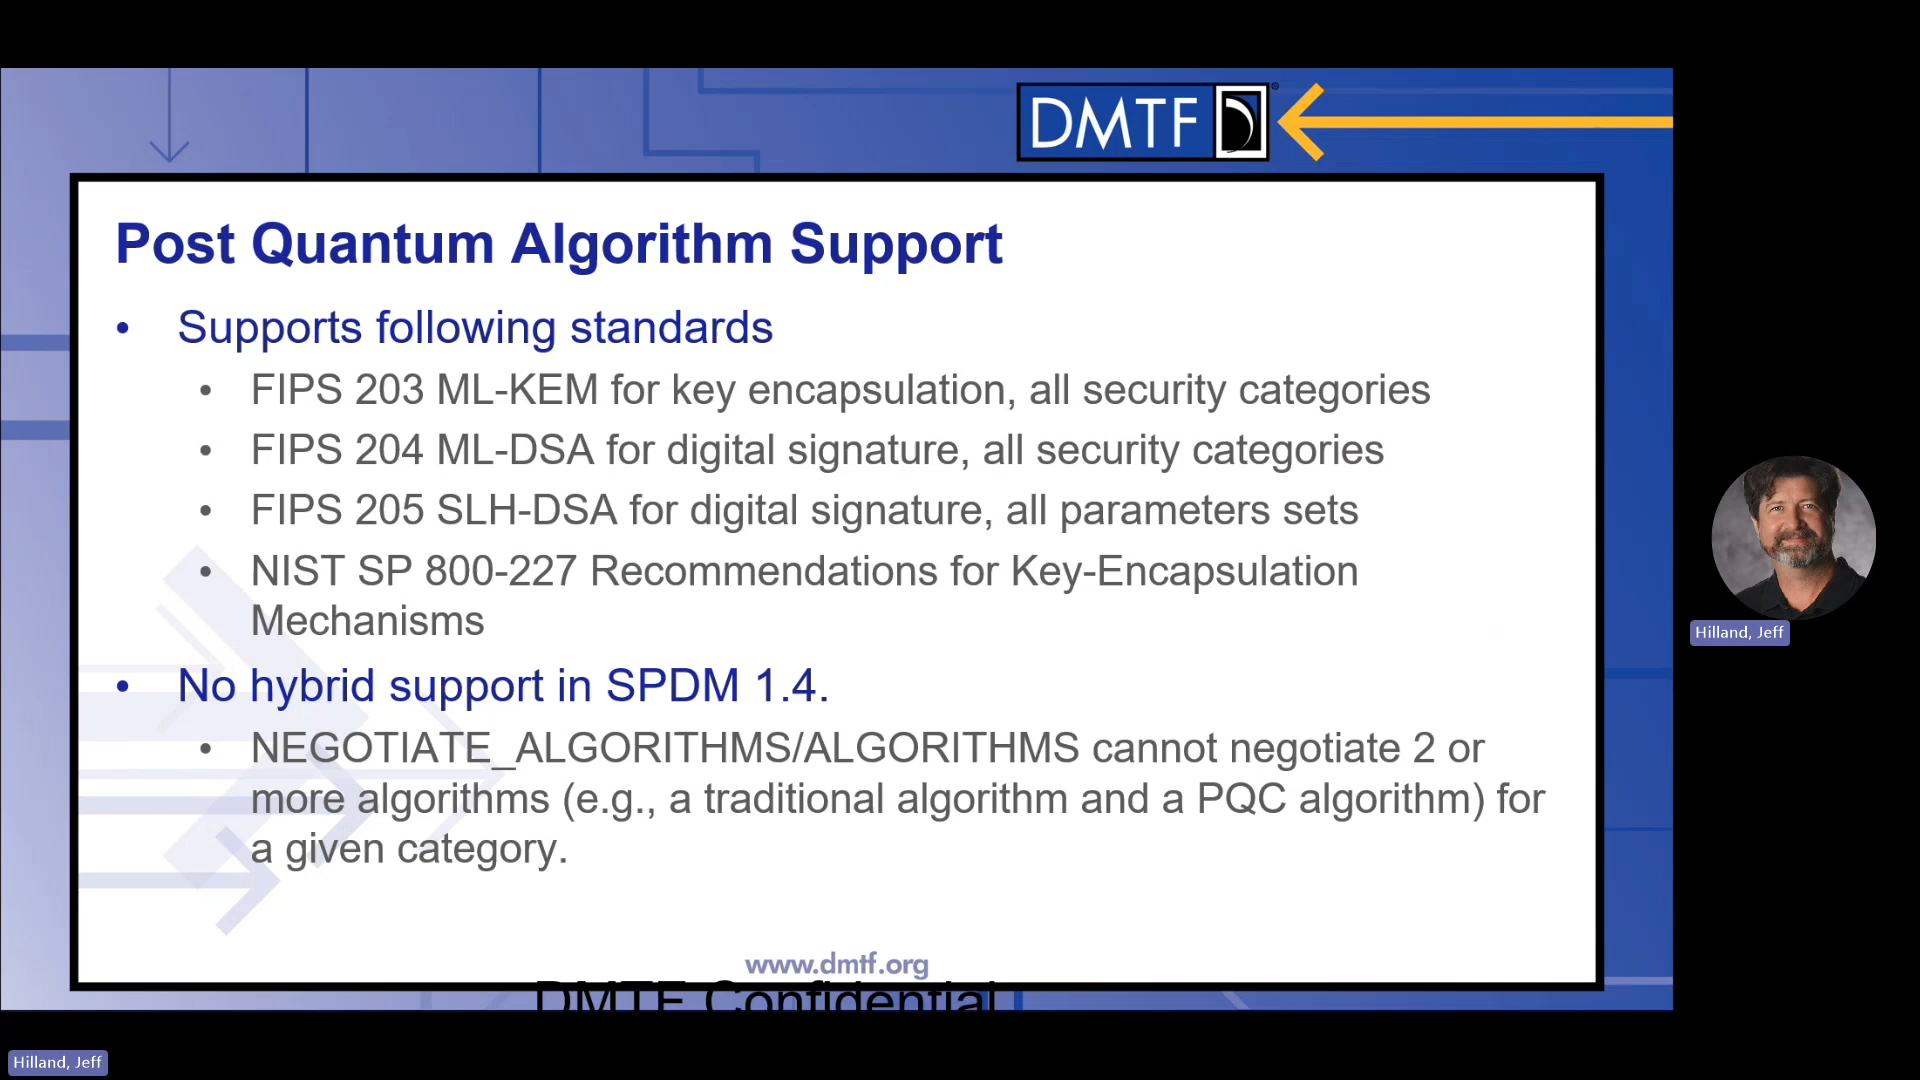 DMTF
Post Quantum Algorithm Support
• Supports following standards
• FIPS 203 ML-KEM for key encapsulation, all security categories
• FIPS 204 ML-DSA for digital signature, all security categories
• FIPS 205 SLH-DSA for digital signature, all parameters sets
• NIST SP 800-227 Recommendations for Key-Encapsulation
Mechanisms
• No hybrid support in SPDM 1.4.
• NEGOTIATE_ALGORITHMS/ALGORITHMS cannot negotiate 2 or
more algorithms (e.g., a traditional algorithm and a PQC algorithm) for
a given category.
www.dmtf.org
DMTF Confidential
Hilland, Jeff
Hilland, Jeff